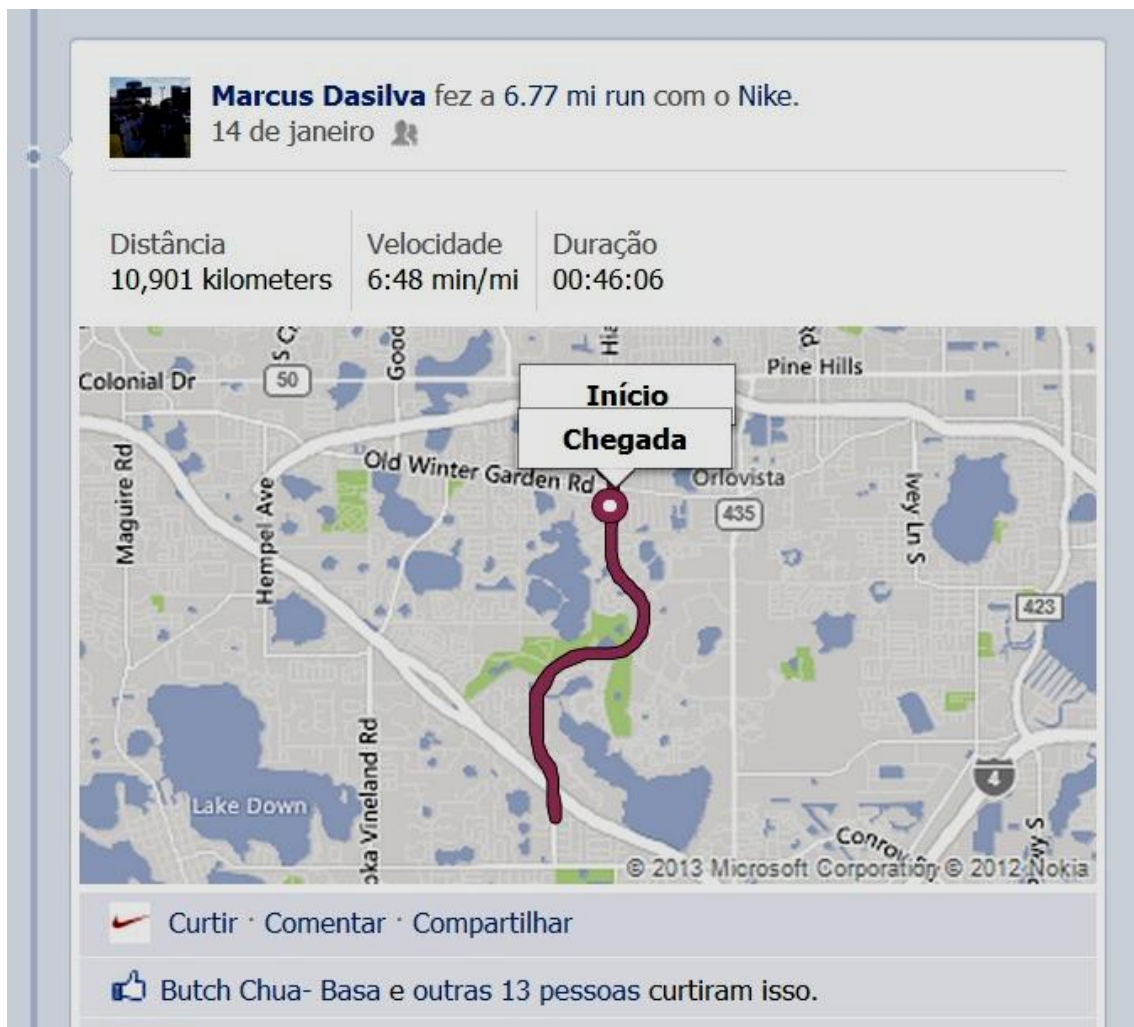 Marcus Dasilva fez a 6.77 mi run com o Nike.
14 de janeiro
Distância Velocidade Duração
10,901 kilometers 6:48 min/mi 00:46:06
Colonial Dr
50
Good
Pine Hills
Início
Chegada
Maguire Rd
Hempel Ave
Old Winter Garden Rd
Orlovista
435
Ivey Ln S
423
Lake Down
oka Vineland Rd
4
© 2013 Microsoft Corporation © 2012 Nokia
Curtir · Comentar · Compartilhar
Butch Chua- Basa e outras 13 pessoas curtiram isso.